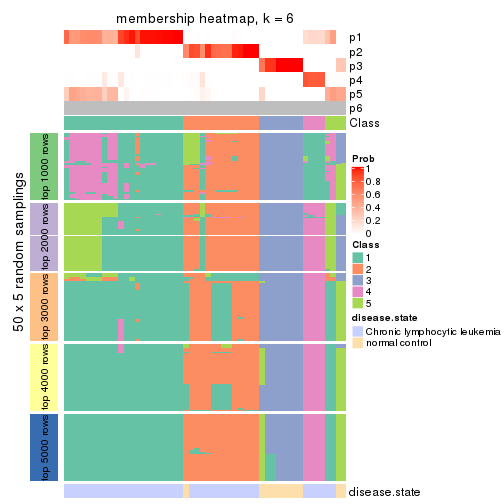 membership heatmap, k = 6
p1
p2
p3
p4
p5
p6
Class
50 x 5 random samplings
top 1000 rows
top 2000 rows
top 3000 rows
top 4000 rows
top 5000 rows
Prob
1
0.8
0.6
0.4
0.2
0
Class
1
2
3
4
5
disease.state
Chronic lymphocytic leukemia
normal control
disease.state